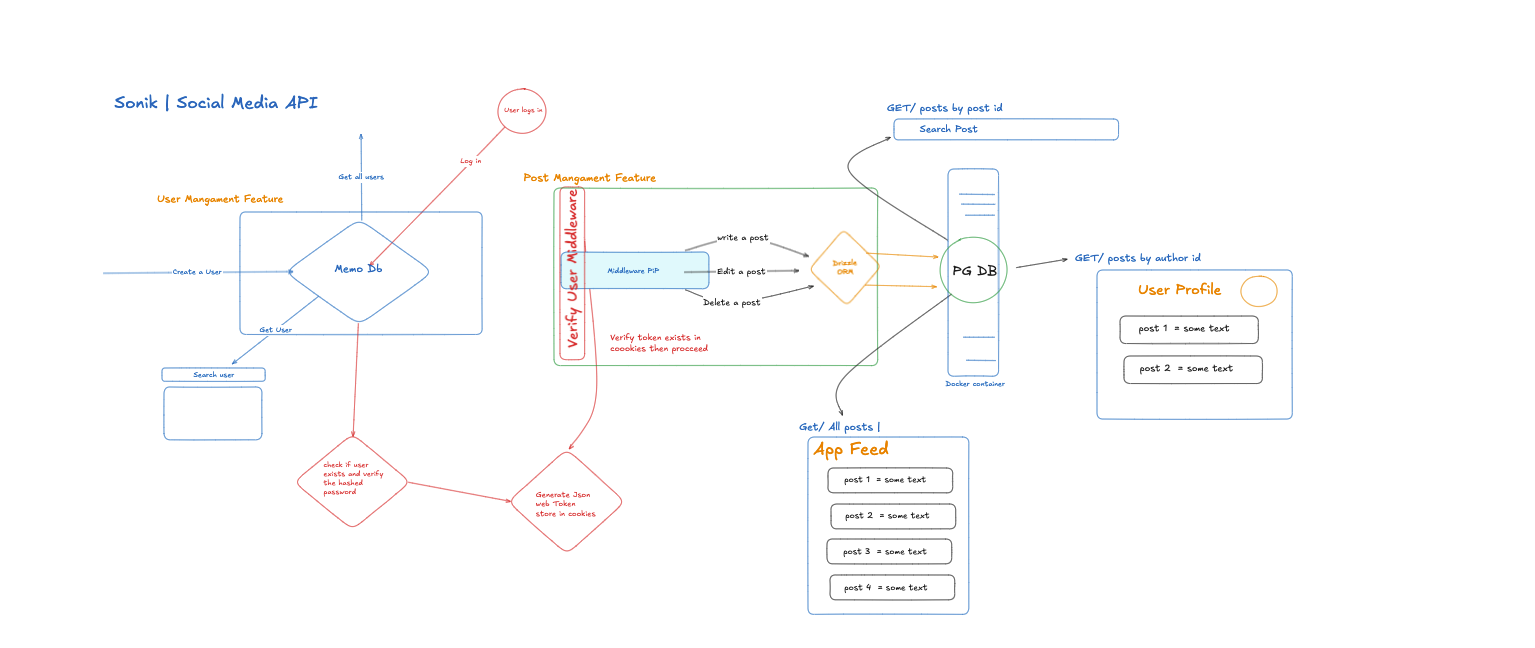 Sonik | Social Media API
User logs in
Log in
Get all users
User Mangament Feature
Create a User
Memo Db
Get User
Search user
check if user
exists and verify
the hashed
password
Generate Json
web Token
store in cookies
Post Mangament Feature
Verify User Middleware
Middleware PIP
write a post
Edit a post
Delete a post
Verify token exists in
coookies then procceed
Drizzle
ORM
PG DB
Docker container
GET/ posts by post id
Search Post
GET/ posts by author id
User Profile
post 1 = some text
post 2 = some text
Get/ All posts |
App Feed
post 1 = some text
post 2 = some text
post 3 = some text
post 4 = some text